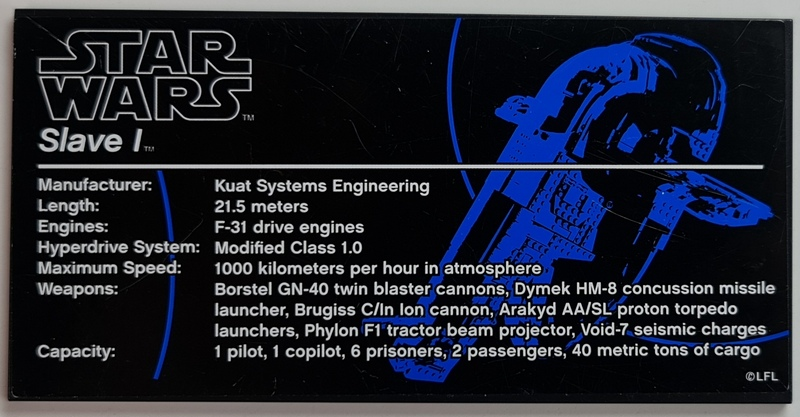 STAR
WARS™
Slave I™
Manufacturer: Kuat Systems Engineering
Length: 21.5 meters
Engines: F-31 drive engines
Hyperdrive System: Modified Class 1.0
Maximum Speed: 1000 kilometers per hour in atmosphere
Weapons: Borstel GN-40 twin blaster cannons, Dymek HM-8 concussion missile
launcher, Brugiss C/In Ion cannon, Arakyd AA/SL proton torpedo
launchers, Phylon F1 tractor beam projector, Void-7 seismic charges
Capacity: 1 pilot, 1 copilot, 6 prisoners, 2 passengers, 40 metric tons of cargo
©LFL